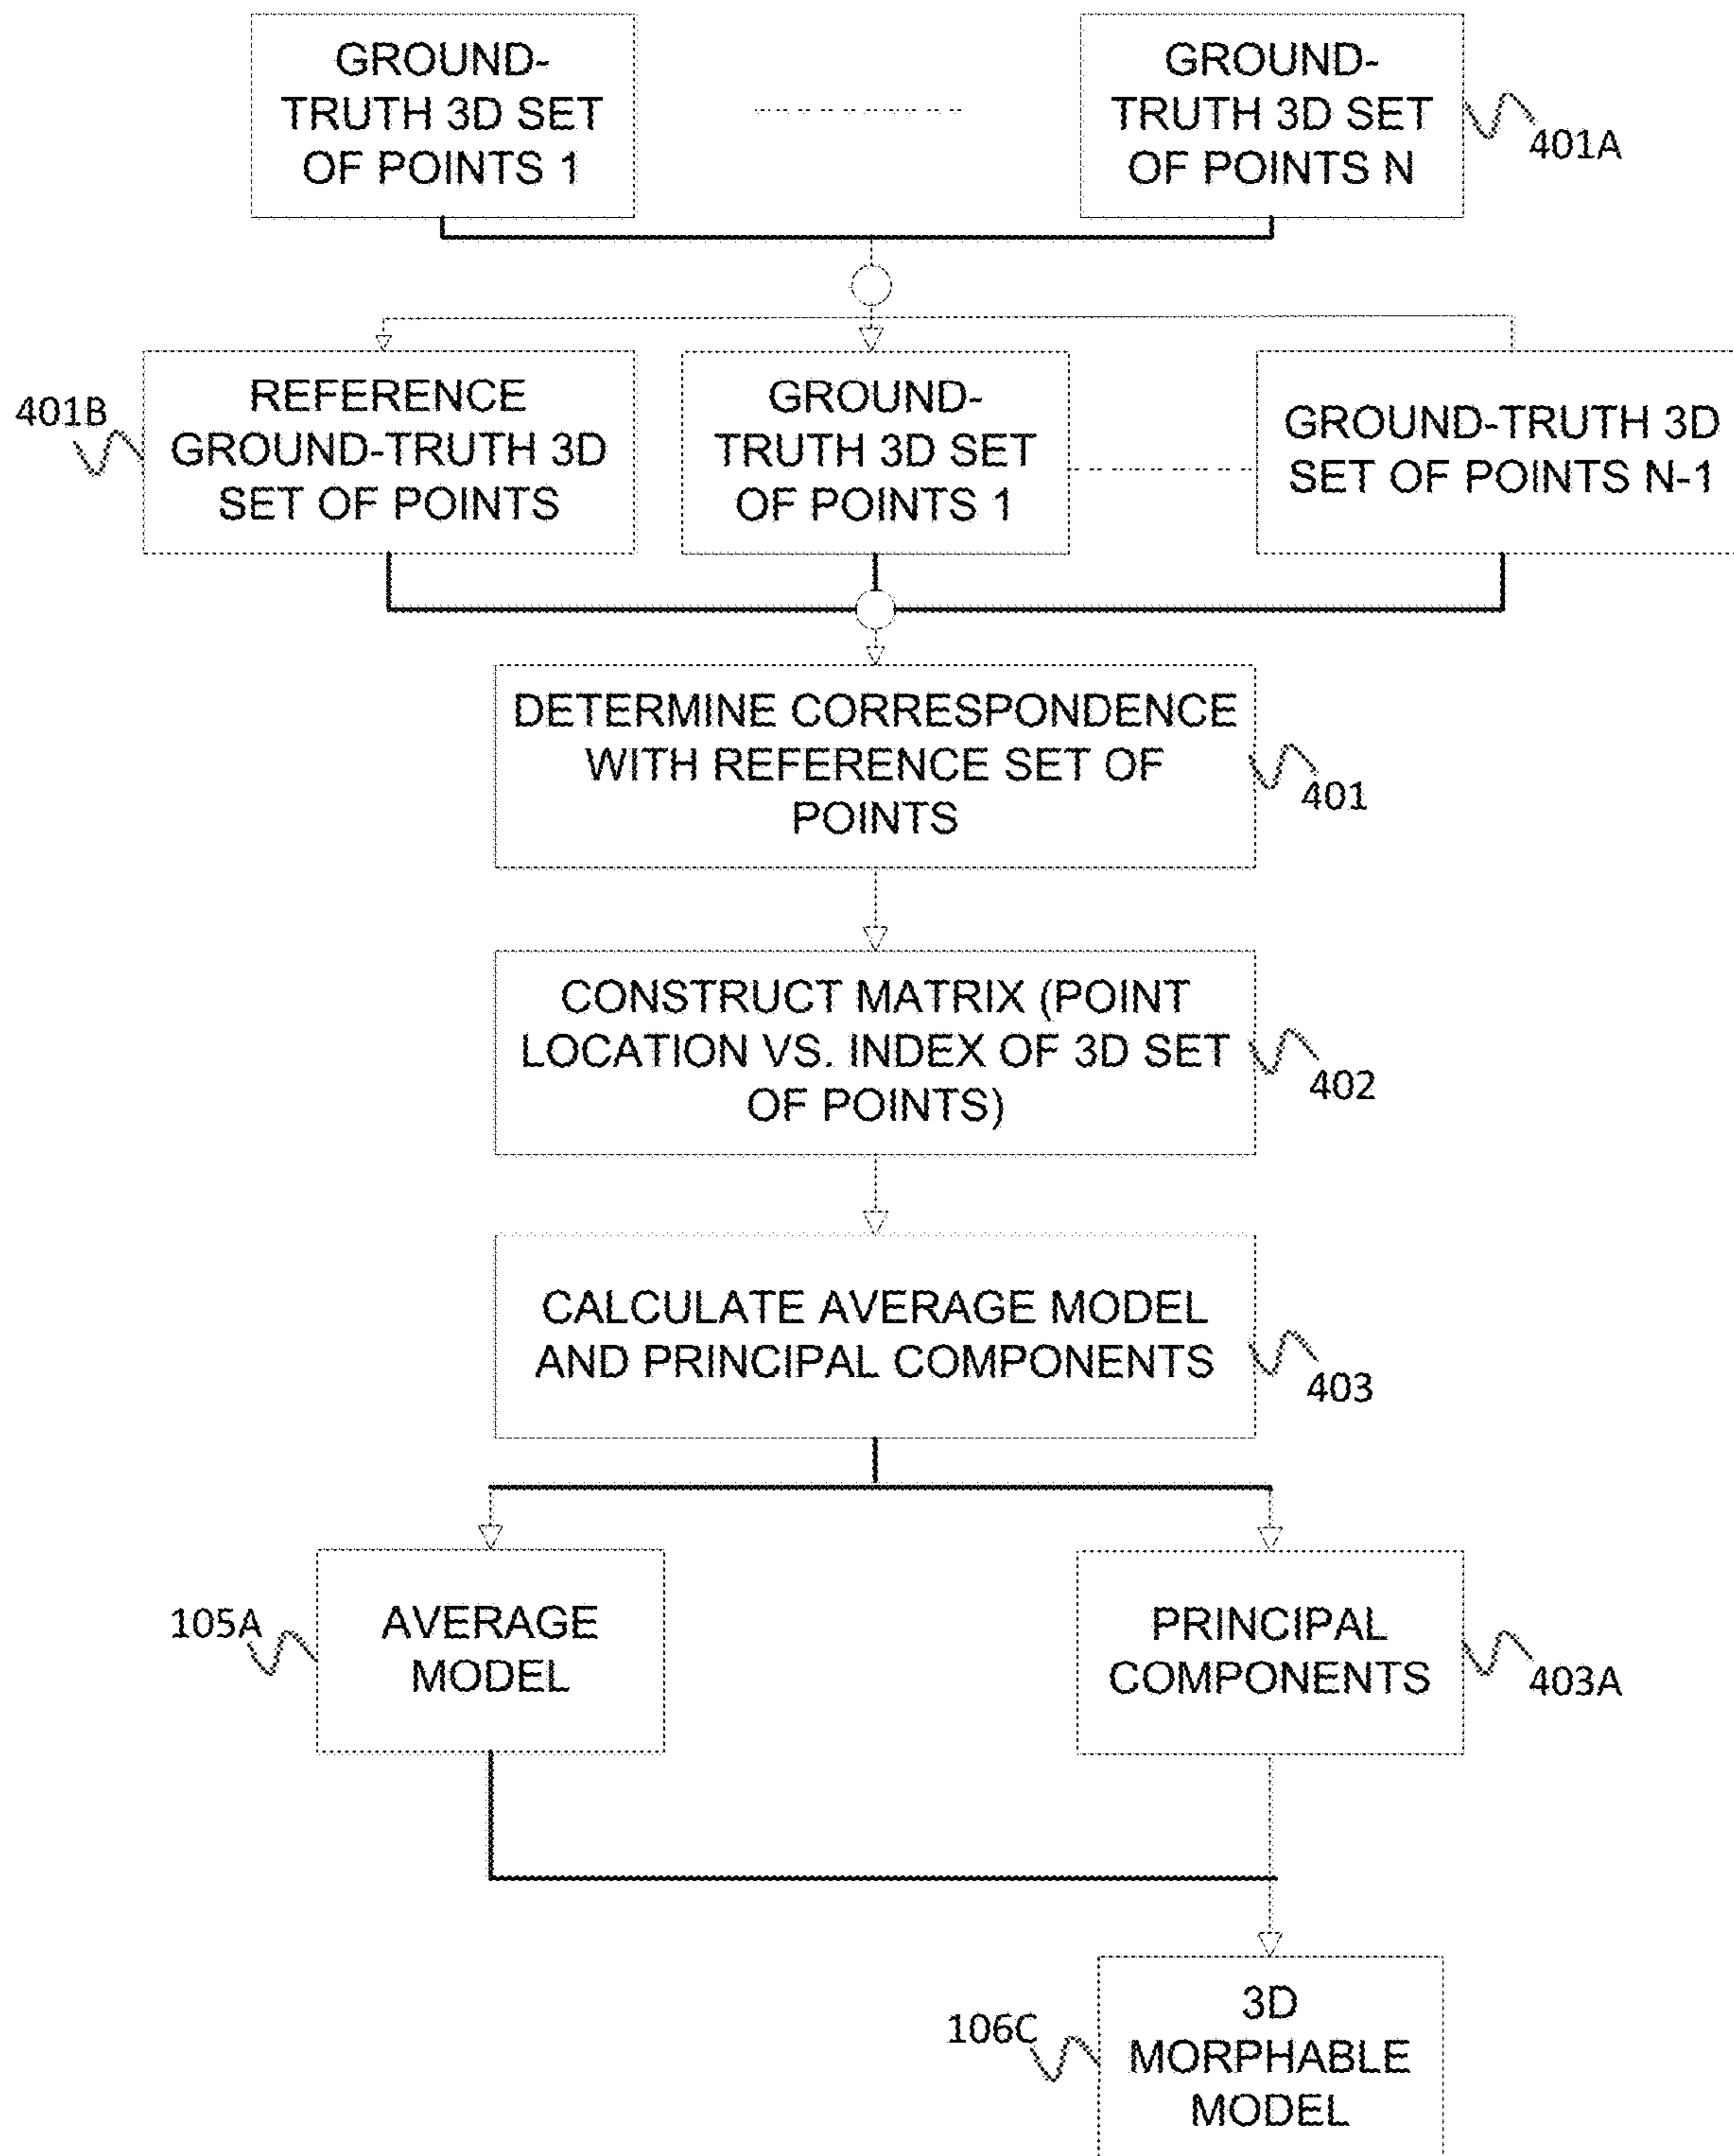 GROUND-
TRUTH 3D SET
OF POINTS 1
GROUND-
TRUTH 3D SET
OF POINTS N
401A
401B
REFERENCE
GROUND-TRUTH 3D
SET OF POINTS
GROUND-
TRUTH 3D SET
OF POINTS 1
GROUND-TRUTH 3D
SET OF POINTS N-1
DETERMINE CORRESPONDENCE
WITH REFERENCE SET OF
POINTS
401
CONSTRUCT MATRIX (POINT
LOCATION VS. INDEX OF 3D SET
OF POINTS)
402
CALCULATE AVERAGE MODEL
AND PRINCIPAL COMPONENTS
403
105A
AVERAGE
MODEL
PRINCIPAL
COMPONENTS
403A
106C
3D
MORPHABLE
MODEL